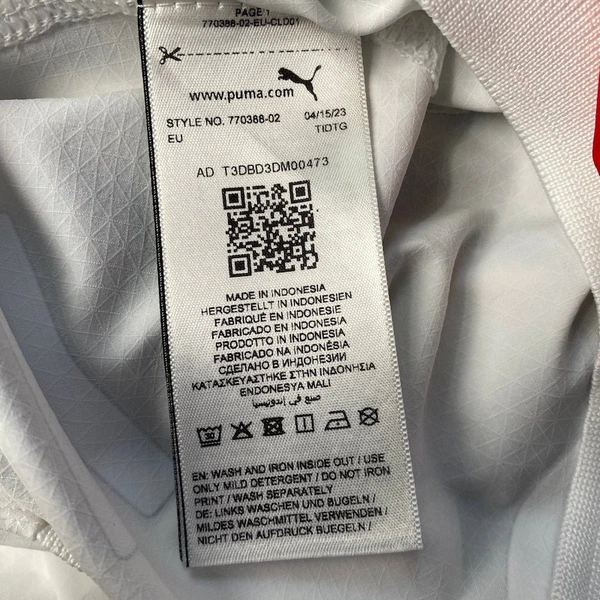 PAGE 1
770388-02-EU-CLD01
www.puma.com
STYLE NO. 770388-02 04/15/23
EU TIDTG
AD T3DBD3DM00473
MADE IN INDONESIA
HERGESTELLT IN INDONESIEN
FABRIQUÉ EN INDONESIE
FABRICADO EN INDONESIA
PRODOTTO IN INDONESIA
FABRICADO NA INDONÉSIA
СДЕЛАНО В ИНДОНЕЗИИ
ΚΑΤΑΣΚΕΥΑΣΤΗΚΕ ΣΤΗΝ ΙΝΔΟΝΗΣΙΑ
ENDONESYA MALI
صنع في إندونيسيا
EN: WASH AND IRON INSIDE OUT / USE
ONLY MILD DETERGENT / DO NOT IRON
PRINT / WASH SEPARATELY
DE: LINKS WASCHEN UND BUGELN /
MILDES WASCHMITTEL VERWENDEN /
NICHT DEN AUFDRUCK BUEGELN /